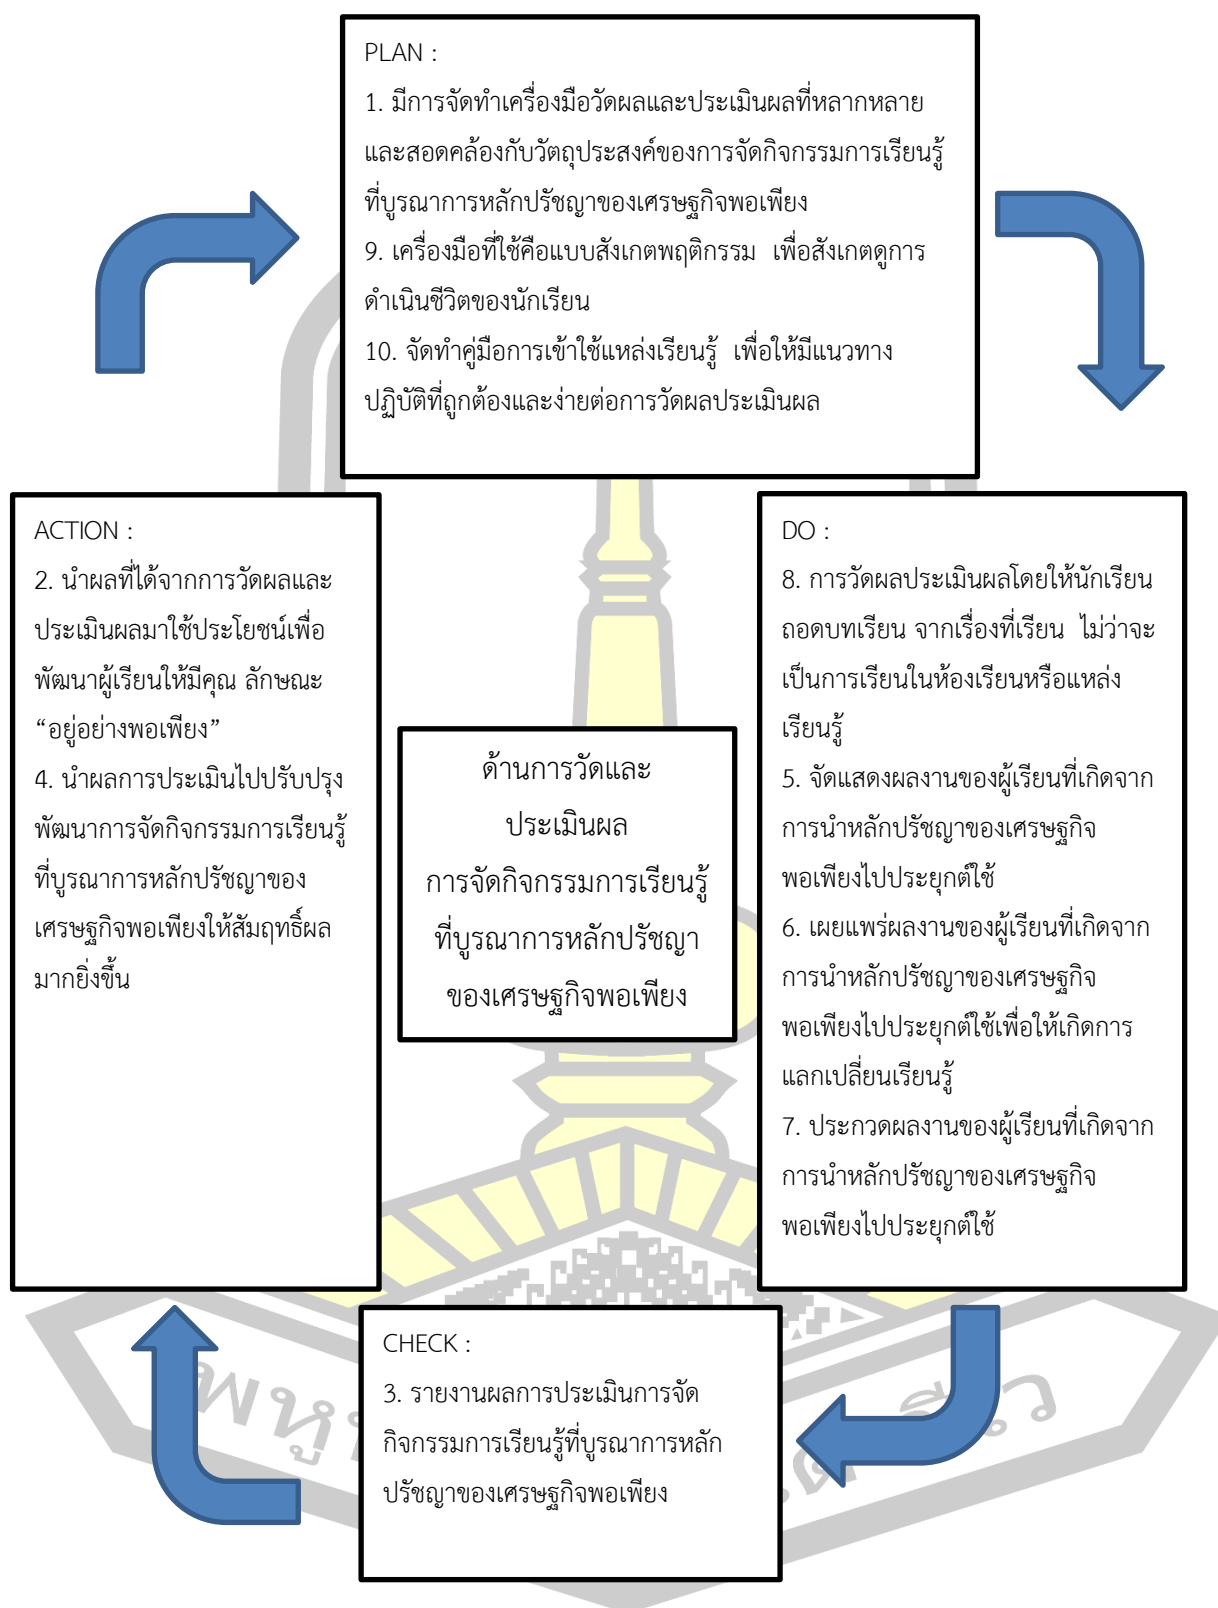 PLAN :
1. มีการจัดทำเครื่องมือวัดผลและประเมินผลที่หลากหลาย
และสอดคล้องกับวัตถุประสงค์ของการจัดกิจกรรมการเรียนรู้
ที่บูรณาการหลักปรัชญาของเศรษฐกิจพอเพียง
9. เครื่องมือที่ใช้คือแบบสังเกตพฤติกรรม เพื่อสังเกตดูการ
ดำเนินชีวิตของนักเรียน
10. จัดทำคู่มือการเข้าใช้แหล่งเรียนรู้ เพื่อให้มีแนวทาง
ปฏิบัติที่ถูกต้องและง่ายต่อการวัดผลประเมินผล
ACTION :
2. นำผลที่ได้จากการวัดผลและ
ประเมินผลมาใช้ประโยชน์เพื่อ
พัฒนาผู้เรียนให้มีคุณ ลักษณะ
“อยู่อย่างพอเพียง”
4. นำผลการประเมินไปปรับปรุง
พัฒนาการจัดกิจกรรมการเรียนรู้
ที่บูรณาการหลักปรัชญาของ
เศรษฐกิจพอเพียงให้สัมฤทธิ์ผล
มากยิ่งขึ้น
ด้านการวัดและ
ประเมินผล
การจัดกิจกรรมการเรียนรู้
ที่บูรณาการหลักปรัชญา
ของเศรษฐกิจพอเพียง
DO :
8. การวัดผลประเมินผลโดยให้นักเรียน
ถอดบทเรียน จากเรื่องที่เรียน ไม่ว่าจะ
เป็นการเรียนในห้องเรียนหรือแหล่ง
เรียนรู้
5. จัดแสดงผลงานของผู้เรียนที่เกิดจาก
การนำหลักปรัชญาของเศรษฐกิจ
พอเพียงไปประยุกต์ใช้
6. เผยแพร่ผลงานของผู้เรียนที่เกิดจาก
การนำหลักปรัชญาของเศรษฐกิจ
พอเพียงไปประยุกต์ใช้เพื่อให้เกิดการ
แลกเปลี่ยนเรียนรู้
7. ประกวดผลงานของผู้เรียนที่เกิดจาก
การนำหลักปรัชญาของเศรษฐกิจ
พอเพียงไปประยุกต์ใช้
CHECK :
3. รายงานผลการประเมินการจัด
กิจกรรมการเรียนรู้ที่บูรณาการหลัก
ปรัชญาของเศรษฐกิจพอเพียง